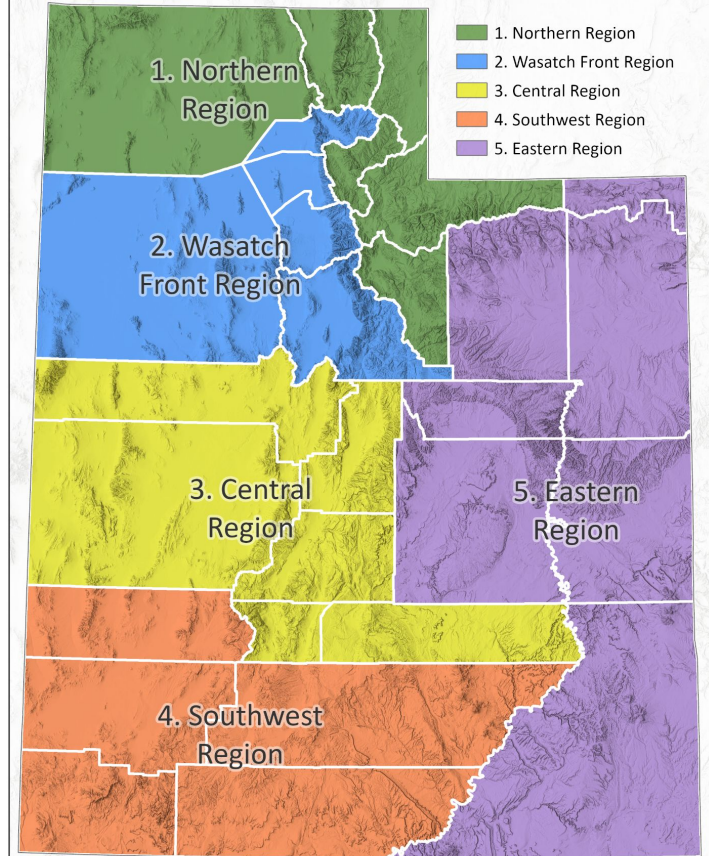 1. Northern Region
2. Wasatch Front Region
3. Central Region
4. Southwest Region
5. Eastern Region
1. Northern
Region
2. Wasatch
Front Region
3. Central
Region
5. Eastern
Region
4. Southwest
Region